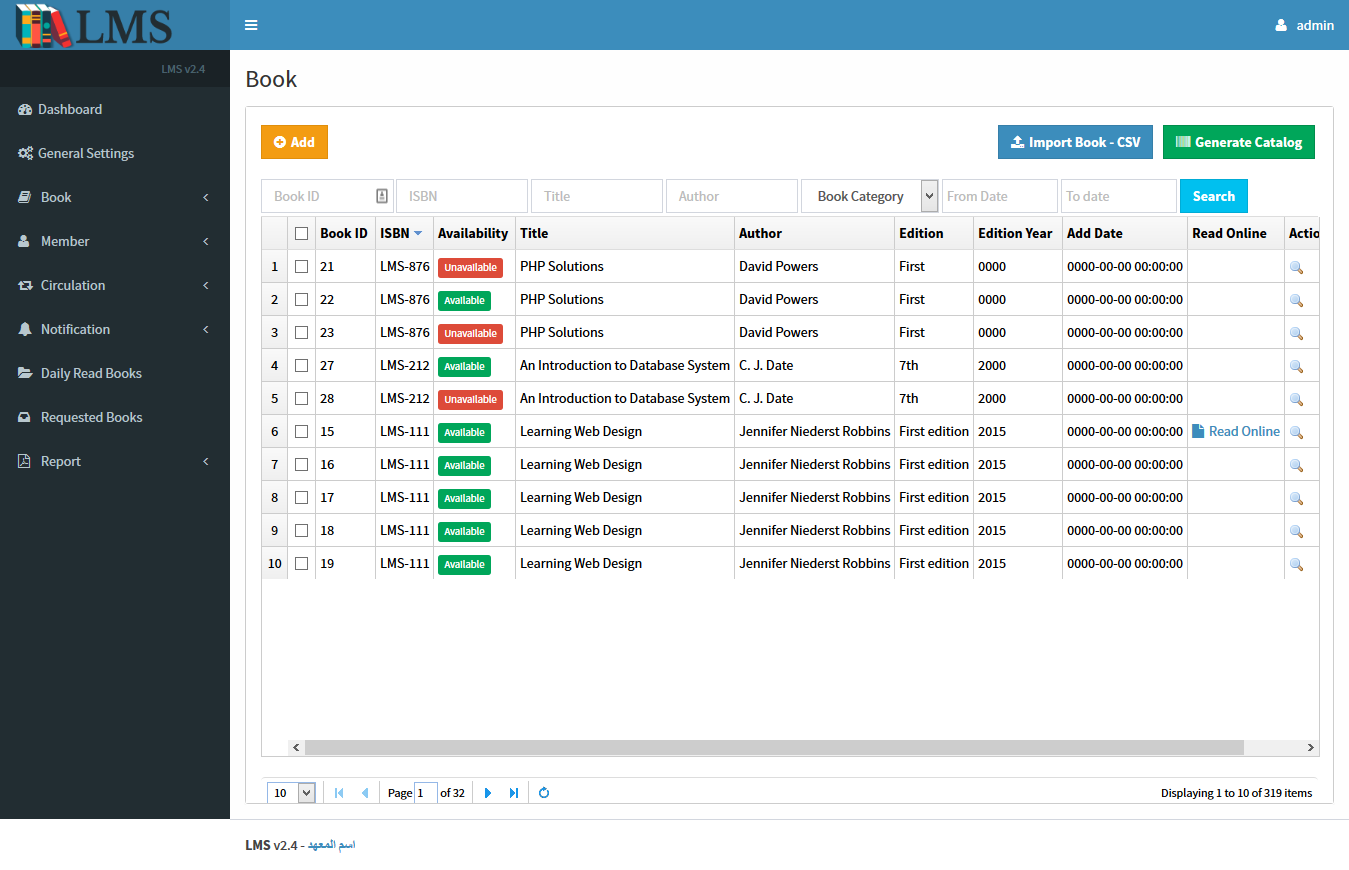 LMS
admin
LMS v2.4
Dashboard
General Settings
Book
Member
Circulation
Notification
Daily Read Books
Requested Books
Report
Book
Add Import Book - CSV Generate Catalog
Book ID ISBN Title Author Book Category From Date To date Search
Book ID ISBN Availability Title Author Edition Edition Year Add Date Read Online Actio
1 21 LMS-876 Unavailable PHP Solutions David Powers First 0000 0000-00-00 00:00:00
2 22 LMS-876 Available PHP Solutions David Powers First 0000 0000-00-00 00:00:00
3 23 LMS-876 Unavailable PHP Solutions David Powers First 0000 0000-00-00 00:00:00
4 27 LMS-212 Available An Introduction to Database System C. J. Date 7th 2000 0000-00-00 00:00:00
5 28 LMS-212 Unavailable An Introduction to Database System C. J. Date 7th 2000 0000-00-00 00:00:00
6 15 LMS-111 Available Learning Web Design Jennifer Niederst Robbins First edition 2015 0000-00-00 00:00:00 Read Online
7 16 LMS-111 Available Learning Web Design Jennifer Niederst Robbins First edition 2015 0000-00-00 00:00:00
8 17 LMS-111 Available Learning Web Design Jennifer Niederst Robbins First edition 2015 0000-00-00 00:00:00
9 18 LMS-111 Available Learning Web Design Jennifer Niederst Robbins First edition 2015 0000-00-00 00:00:00
10 19 LMS-111 Available Learning Web Design Jennifer Niederst Robbins First edition 2015 0000-00-00 00:00:00
10 Page 1 of 32 Displaying 1 to 10 of 319 items
LMS v2.4 - اسم المعهد